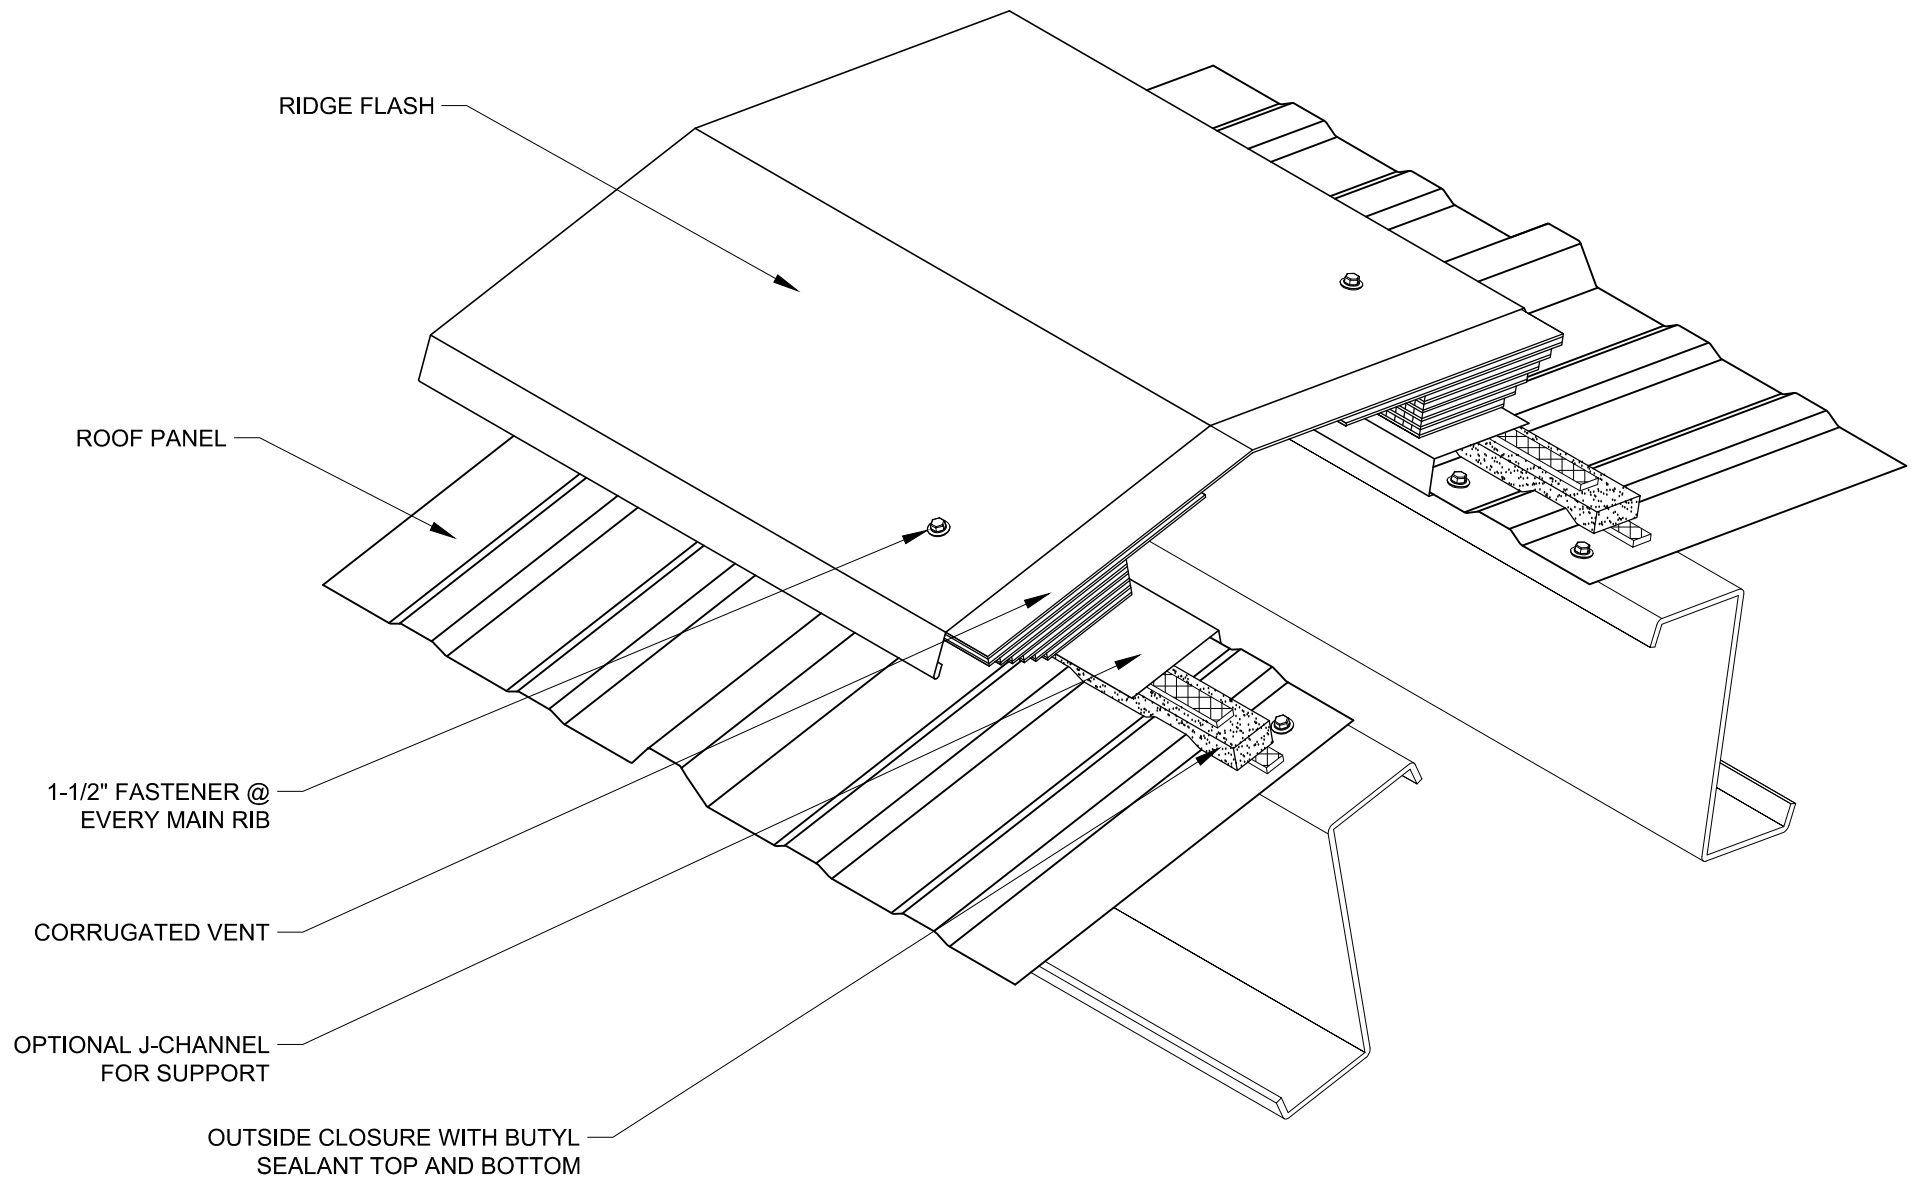 RIDGE FLASH
ROOF PANEL
1-1/2" FASTENER @
EVERY MAIN RIB
CORRUGATED VENT
OPTIONAL J-CHANNEL
FOR SUPPORT
OUTSIDE CLOSURE WITH BUTYL
SEALANT TOP AND BOTTOM